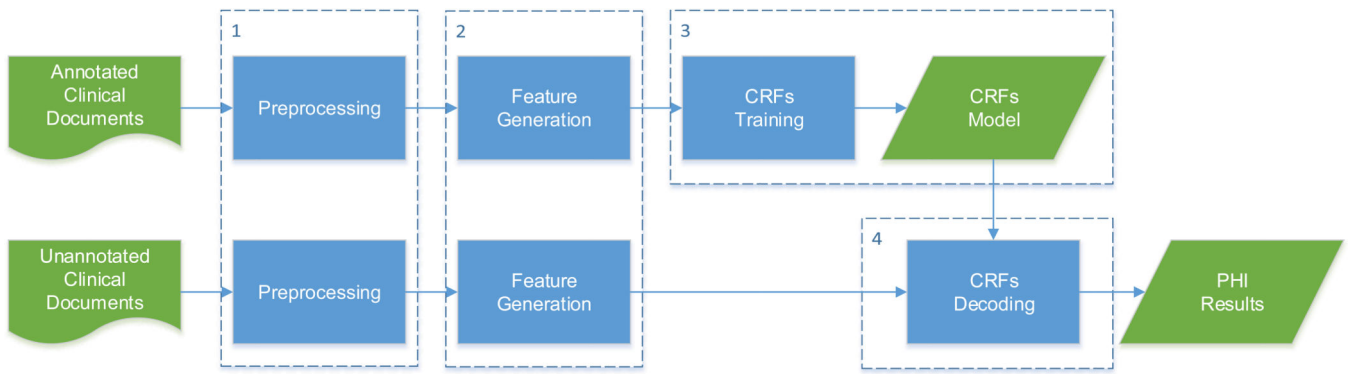 1
2
3
Annotated
Clinical
Documents
Preprocessing
Feature
Generation
CRFs
Training
CRFs
Model
4
Unannotated
Clinical
Documents
Preprocessing
Feature
Generation
CRFs
Decoding
PHI
Results